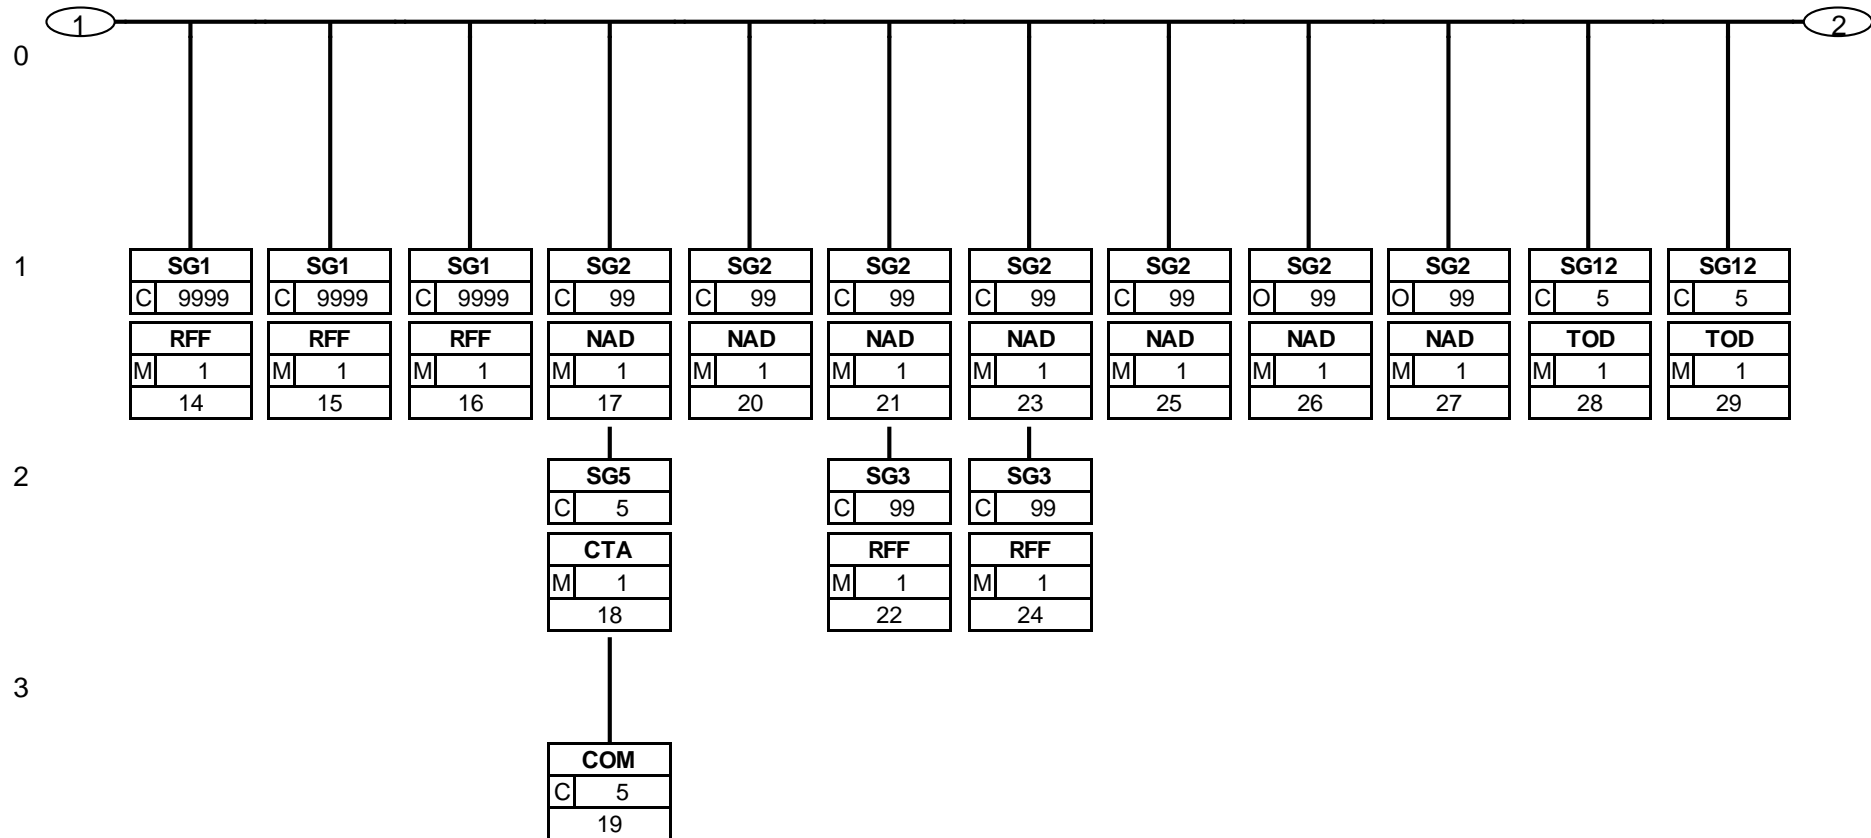 1 2
0
1 SG1 SG1 SG1 SG2 SG2 SG2 SG2 SG2 SG2 SG2 SG12 SG12
C 9999 C 9999 C 9999 C 99 C 99 C 99 C 99 C 99 O 99 O 99 C 5 C 5
RFF RFF RFF NAD NAD NAD NAD NAD NAD NAD TOD TOD
M 1 M 1 M 1 M 1 M 1 M 1 M 1 M 1 M 1 M 1 M 1 M 1
14 15 16 17 20 21 23 25 26 27 28 29
2 SG5 SG3 SG3
C 5 C 99 C 99
CTA RFF RFF
M 1 M 1 M 1
18 22 24
3
COM
C 5
19